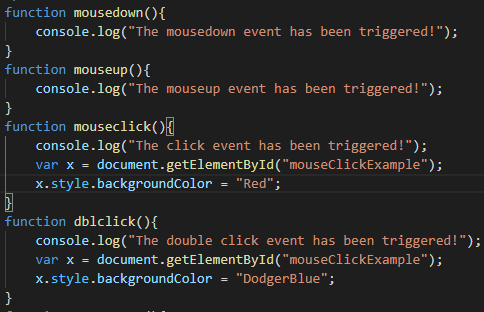 function mousedown(){
    console.log("The mousedown event has been triggered!");
}
function mouseup(){
    console.log("The mouseup event has been triggered!");
}
function mouseclick(){
    console.log("The click event has been triggered!");
    var x = document.getElementById("mouseClickExample");
    x.style.backgroundColor = "Red";
}
function dblclick(){
    console.log("The double click event has been triggered!");
    var x = document.getElementById("mouseClickExample");
    x.style.backgroundColor = "DodgerBlue";
}